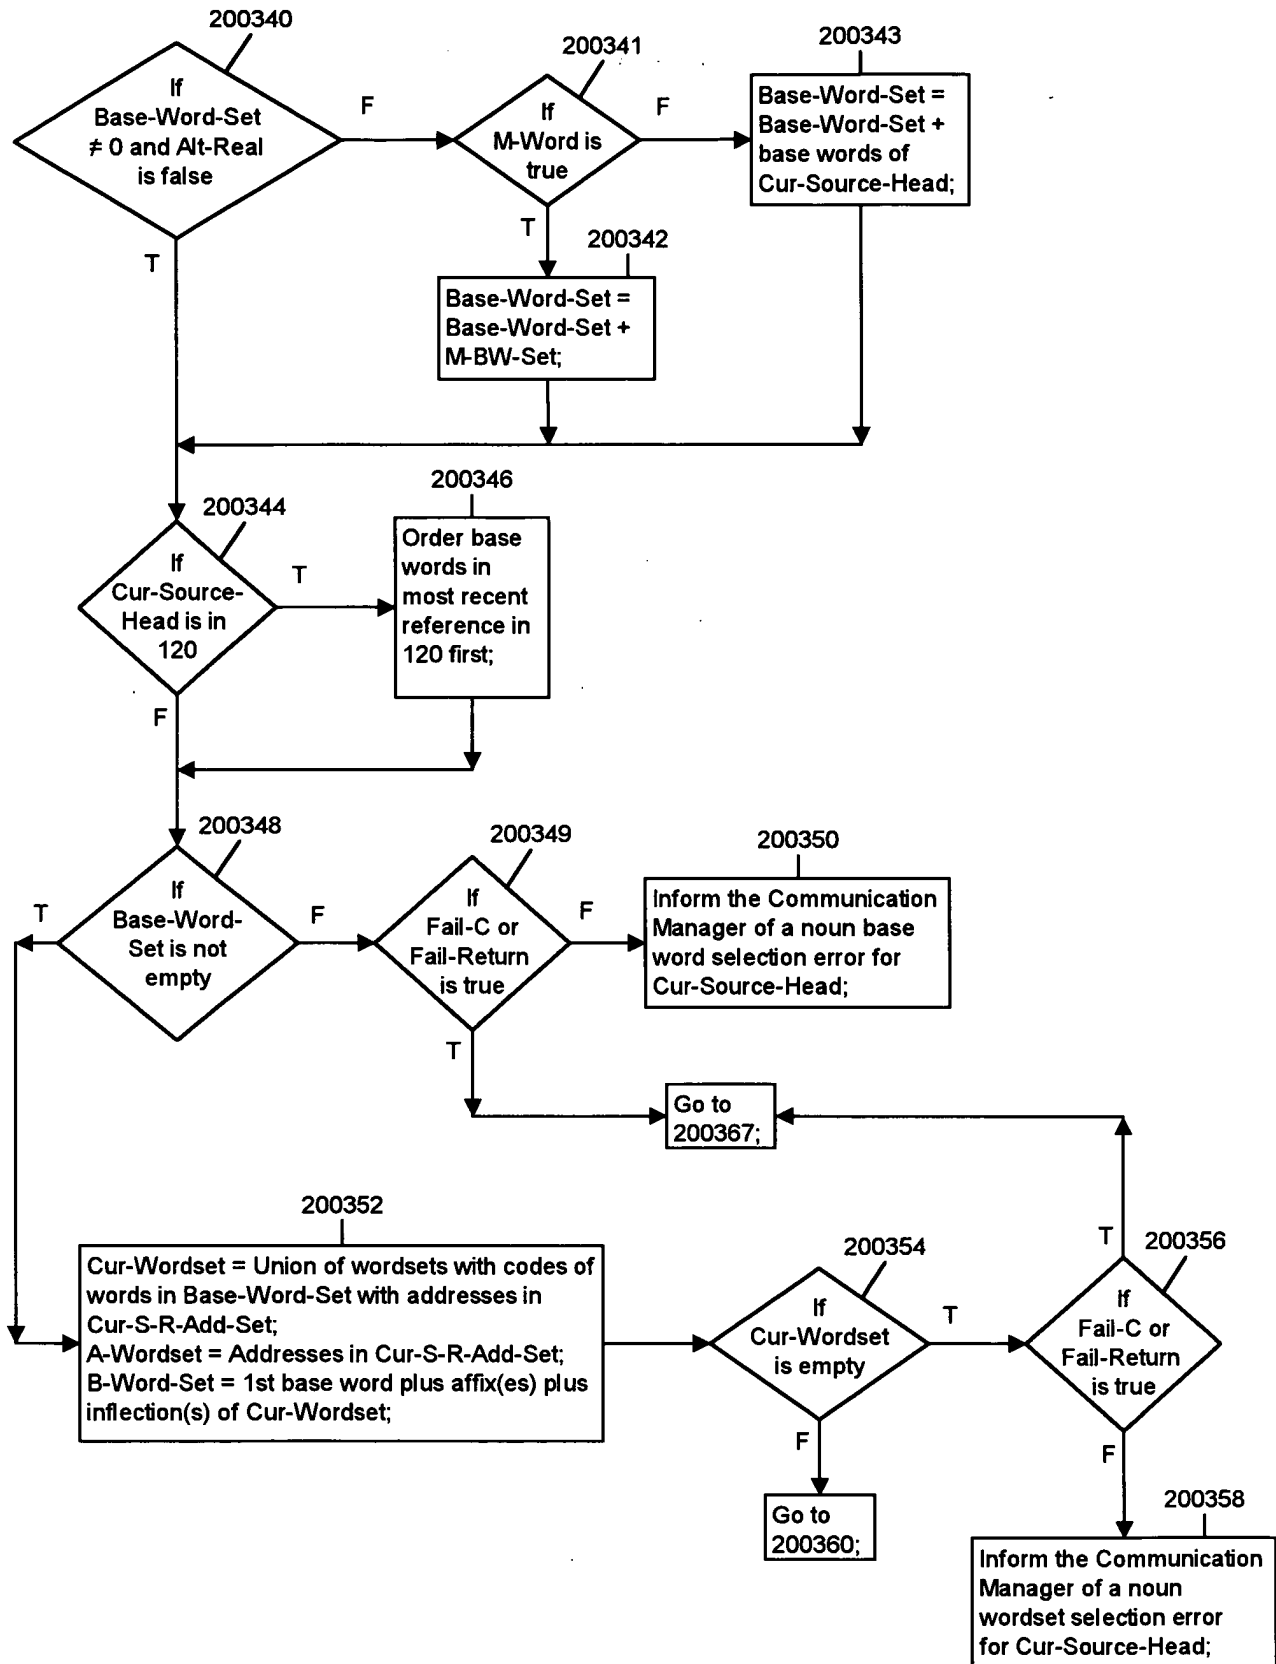 200340
If
Base-Word-Set
≠ 0 and Alt-Real
is false
F
T
200341
If
M-Word is
true
F
T
200343
Base-Word-Set =
Base-Word-Set +
base words of
Cur-Source-Head;
200342
Base-Word-Set =
Base-Word-Set +
M-BW-Set;
200344
If
Cur-Source-
Head is in
120
T
F
200346
Order base
words in
most recent
reference in
120 first;
200348
If
Base-Word-
Set is not
empty
T
F
200349
If
Fail-C or
Fail-Return
is true
F
T
200350
Inform the Communication
Manager of a noun base
word selection error for
Cur-Source-Head;
Go to
200367;
200352
Cur-Wordset = Union of wordsets with codes of
words in Base-Word-Set with addresses in
Cur-S-R-Add-Set;
A-Wordset = Addresses in Cur-S-R-Add-Set;
B-Word-Set = 1st base word plus affix(es) plus
inflection(s) of Cur-Wordset;
200354
If
Cur-Wordset
is empty
T
F
Go to
200360;
200356
If
Fail-C or
Fail-Return
is true
T
F
200358
Inform the Communication
Manager of a noun
wordset selection error
for Cur-Source-Head;